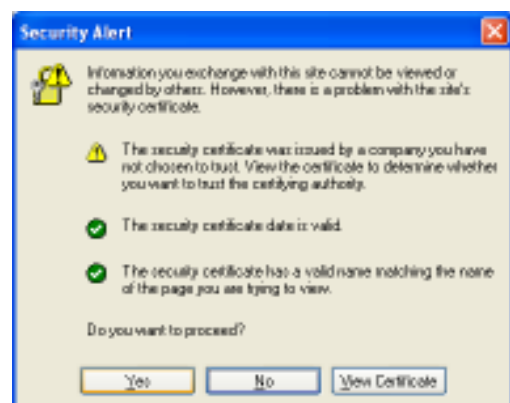 Security Alert
Information you exchange with this site cannot be viewed or
changed by others. However, there is a problem with the site's
security certificate.
The security certificate was issued by a company you have
not chosen to trust. View the certificate to determine whether
you want to trust the certifying authority.
The security certificate date is valid.
The security certificate has a valid name matching the name
of the page you are trying to view.
Do you want to proceed?
Yes No View Certificate